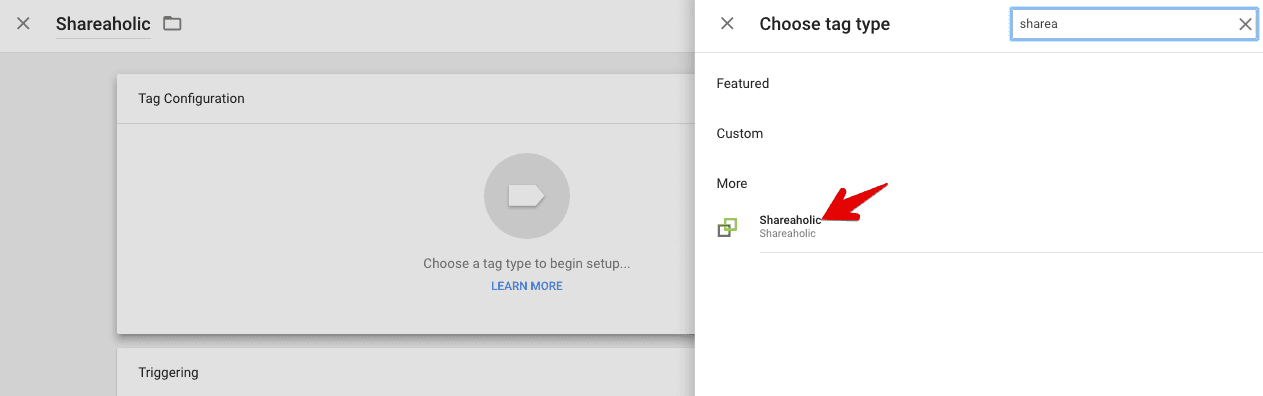 Shareaholic
Choose tag type
sharea
Tag Configuration
Choose a tag type to begin setup...
LEARN MORE
Triggering
Featured
Custom
More
Shareaholic
Shareaholic